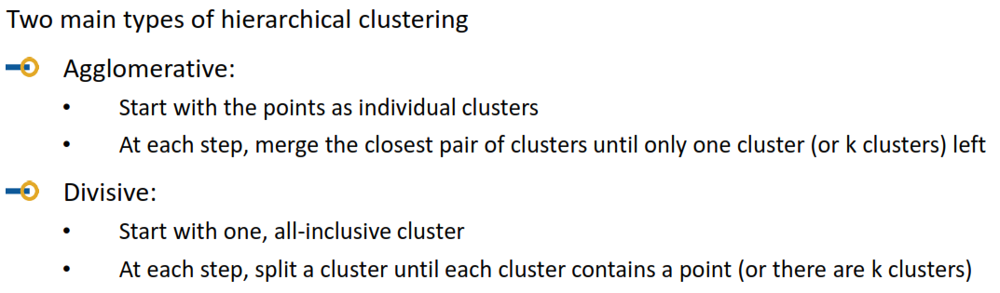 Two main types of hierarchical clustering
Agglomerative:
• Start with the points as individual clusters
• At each step, merge the closest pair of clusters until only one cluster (or k clusters) left
Divisive:
• Start with one, all-inclusive cluster
• At each step, split a cluster until each cluster contains a point (or there are k clusters)